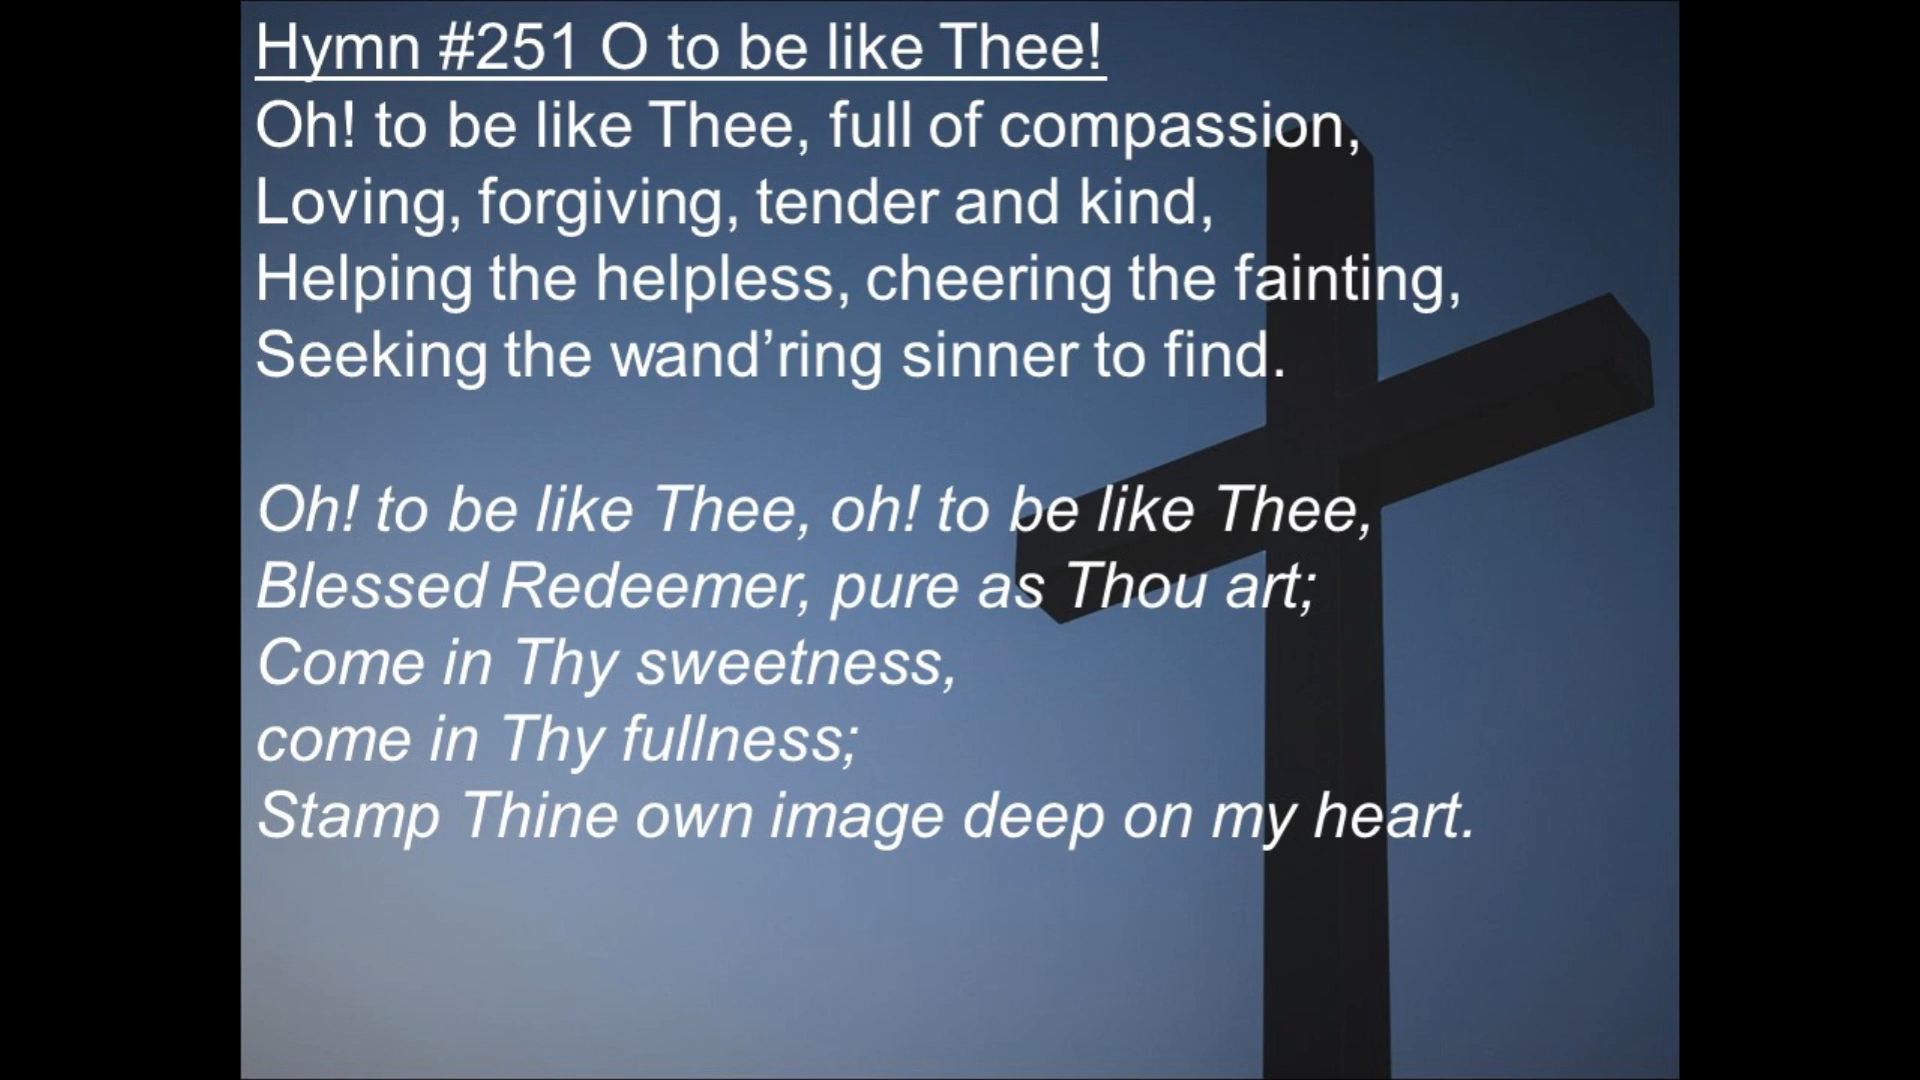 Hymn #251 O to be like Thee!
Oh! to be like Thee, full of compassion,
Loving, forgiving, tender and kind,
Helping the helpless, cheering the fainting,
Seeking the wand’ring sinner to find.
Oh! to be like Thee, oh! to be like Thee,
Blessed Redeemer, pure as Thou art;
Come in Thy sweetness,
come in Thy fullness;
Stamp Thine own image deep on my heart.